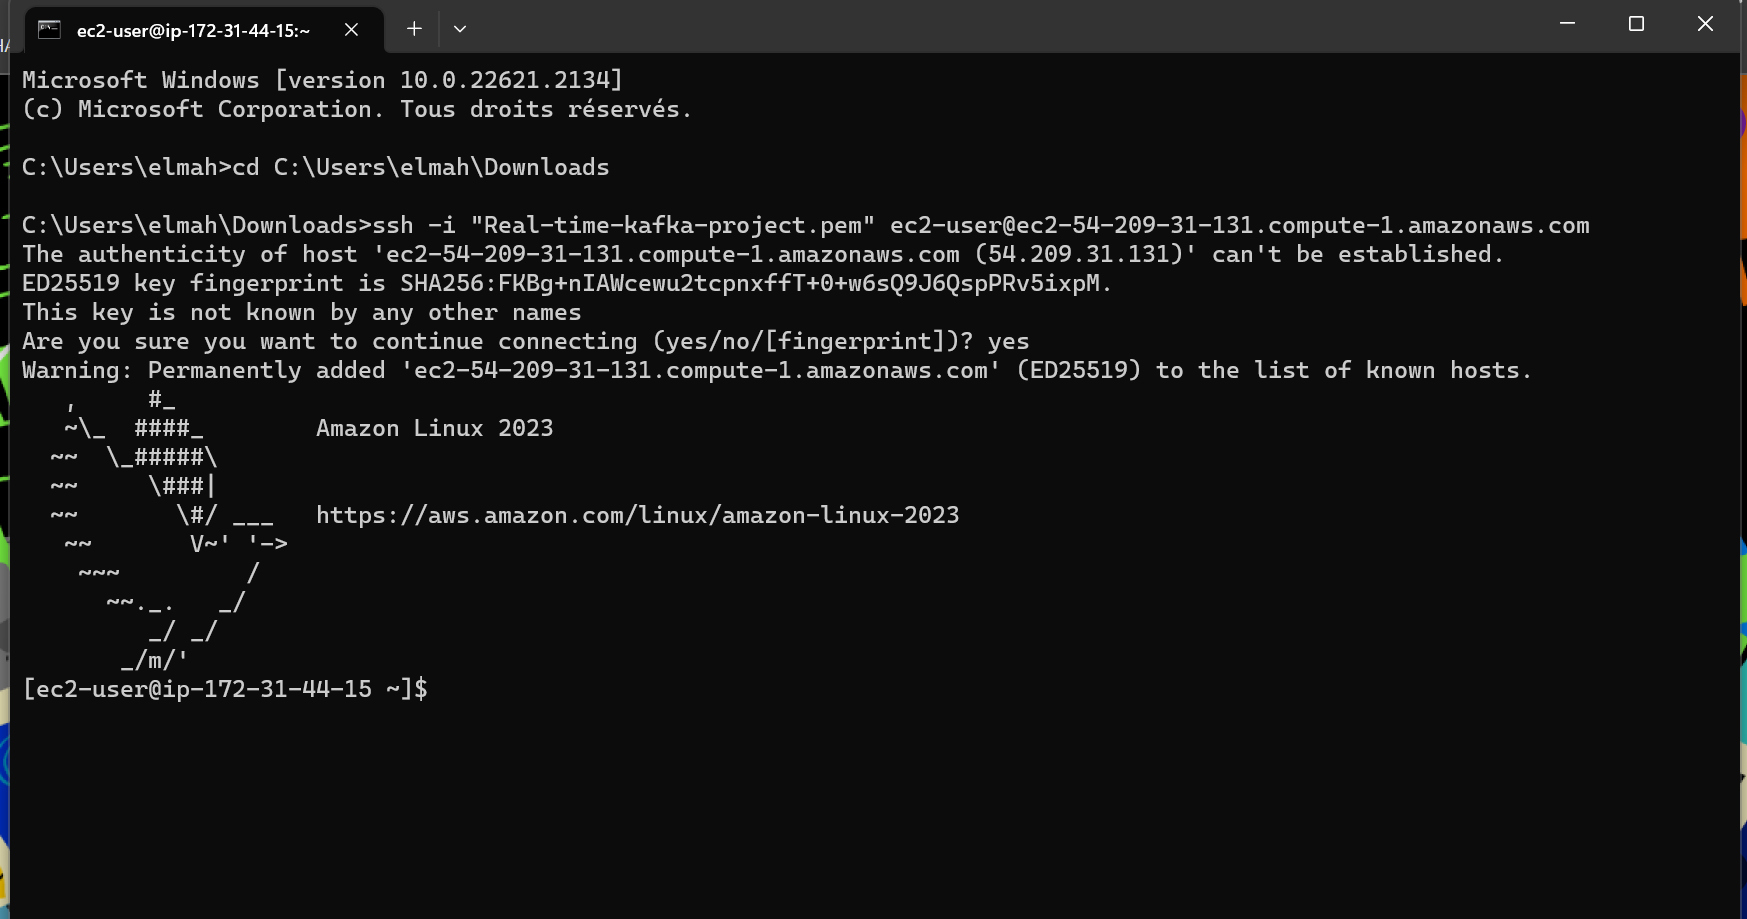 ec2-user@ip-172-31-44-15:~
Microsoft Windows [version 10.0.22621.2134]
(c) Microsoft Corporation. Tous droits réservés.
C:\Users\elmah>cd C:\Users\elmah\Downloads
C:\Users\elmah\Downloads>ssh -i "Real-time-kafka-project.pem" ec2-user@ec2-54-209-31-131.compute-1.amazonaws.com
The authenticity of host 'ec2-54-209-31-131.compute-1.amazonaws.com (54.209.31.131)' can't be established.
ED25519 key fingerprint is SHA256:FKBg+nIAWcewu2tcpnxffT+0+w6sQ9J6QspPRv5ixpM.
This key is not known by any other names
Are you sure you want to continue connecting (yes/no/[fingerprint])? yes
Warning: Permanently added 'ec2-54-209-31-131.compute-1.amazonaws.com' (ED25519) to the list of known hosts.
   ,     #_
   ~\_  ####_        Amazon Linux 2023
  ~~  \_#####\
  ~~     \###|
  ~~       \#/ ___   https://aws.amazon.com/linux/amazon-linux-2023
   ~~       V~' '->
    ~~~         /
      ~~._.   _/
         _/ _/
       _/m/'
[ec2-user@ip-172-31-44-15 ~]$